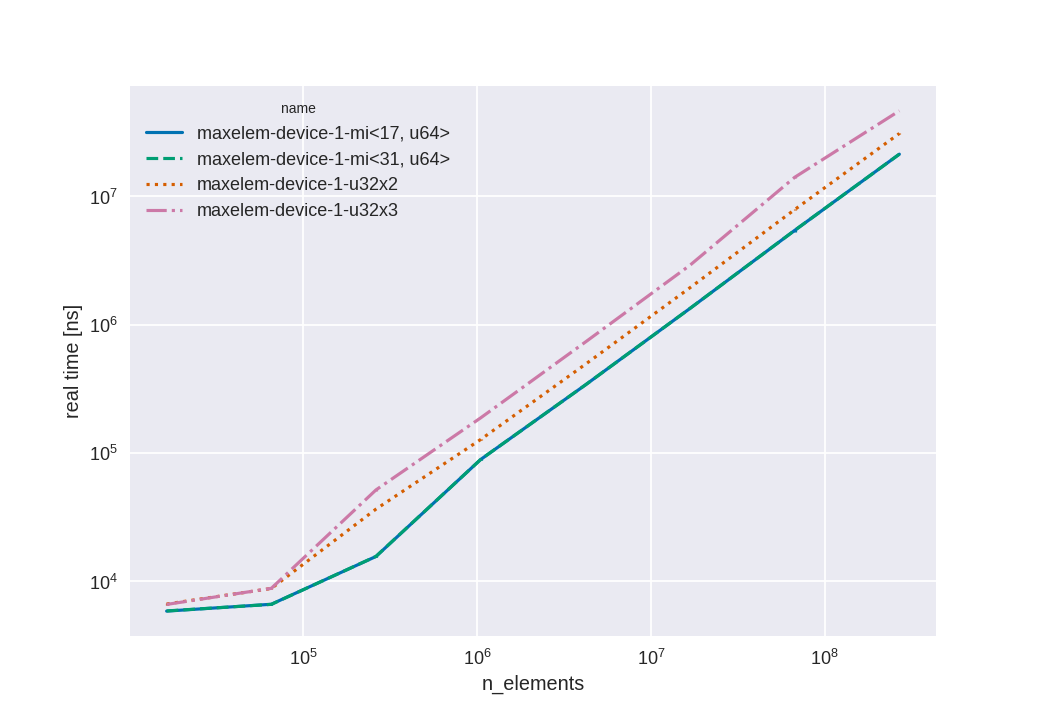 name
maxelem-device-1-mi<17, u64>
maxelem-device-1-mi<31, u64>
maxelem-device-1-u32x2
maxelem-device-1-u32x3
10⁷
10⁶
10⁵
10⁴
real time [ns]
10⁵ 10⁶ 10⁷ 10⁸
n_elements